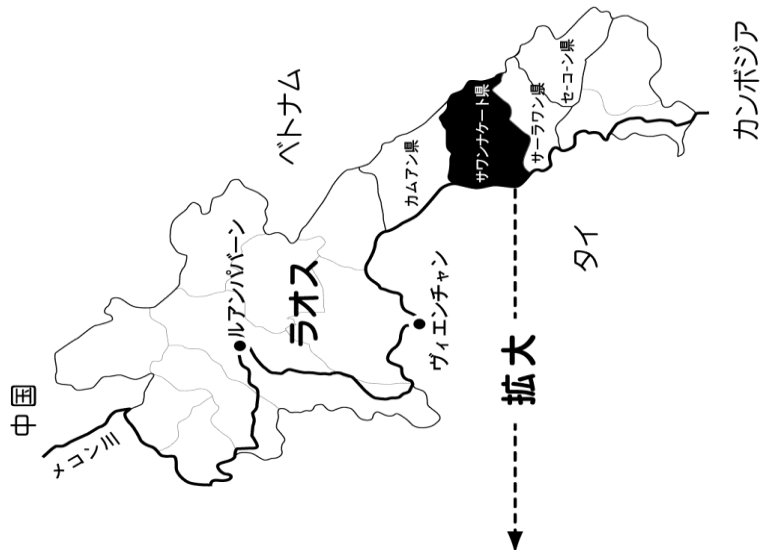 中国
メコン川
ベトナム
ルアンパバーン
ラオス
ヴィエンチャン
カムアン県
サワンナケート県
サーラワン県
セーコーン県
タイ
カンボジア
拡大